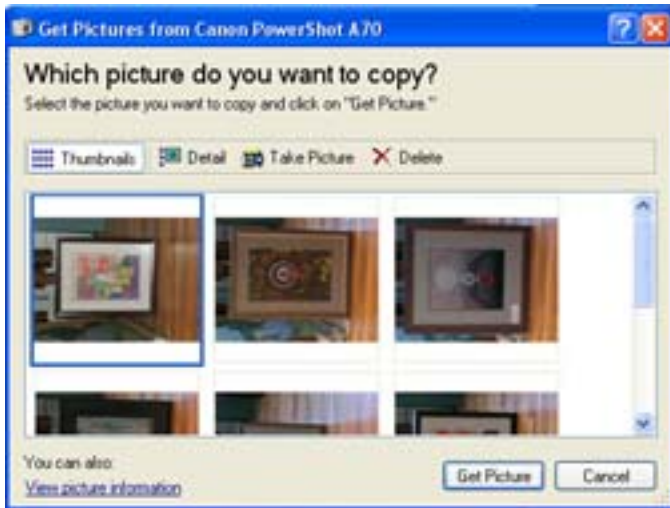 Get Pictures from Canon PowerShot A70
Which picture do you want to copy?
Select the picture you want to copy and click on "Get Picture."
Thumbnails Detail Take Picture Delete
You can also:
View picture information
Get Picture Cancel